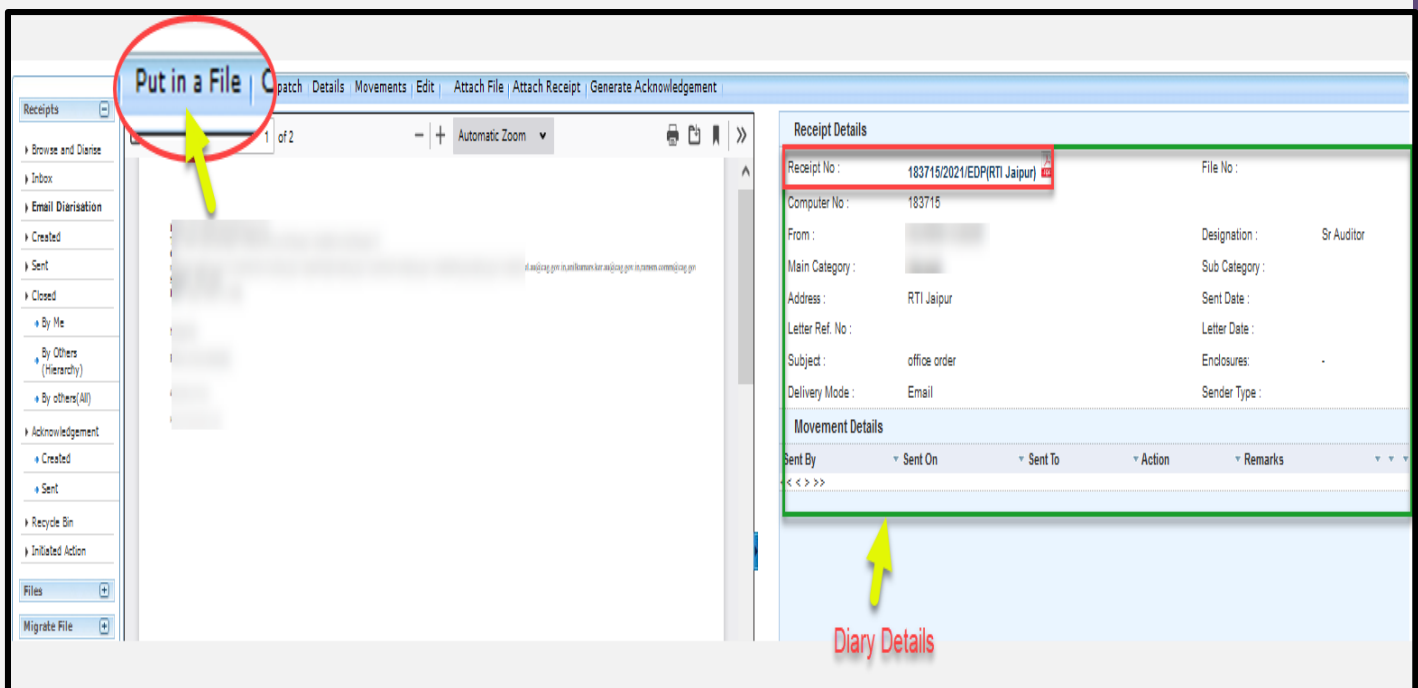 Put in a File
patch Details Movements Edit Attach File Attach Receipt Generate Acknowledgement
Receipts
Browse and Diarise
Inbox
Email Diarisation
Created
Sent
Closed
By Me
By Others
(Hierarchy)
By others(All)
Acknowledgement
Created
Sent
Recycle Bin
Initiated Action
Files
Migrate File
1 of 2
Automatic Zoom
Receipt Details
Receipt No : 183715/2021/EDP(RTI Jaipur) File No :
Computer No : 183715
From : Designation : Sr Auditor
Main Category : Sub Category :
Address : RTI Jaipur Sent Date :
Letter Ref. No : Letter Date :
Subject : office order Enclosures: -
Delivery Mode : Email Sender Type :
Movement Details
Sent By Sent On Sent To Action Remarks
< < > >>
Diary Details